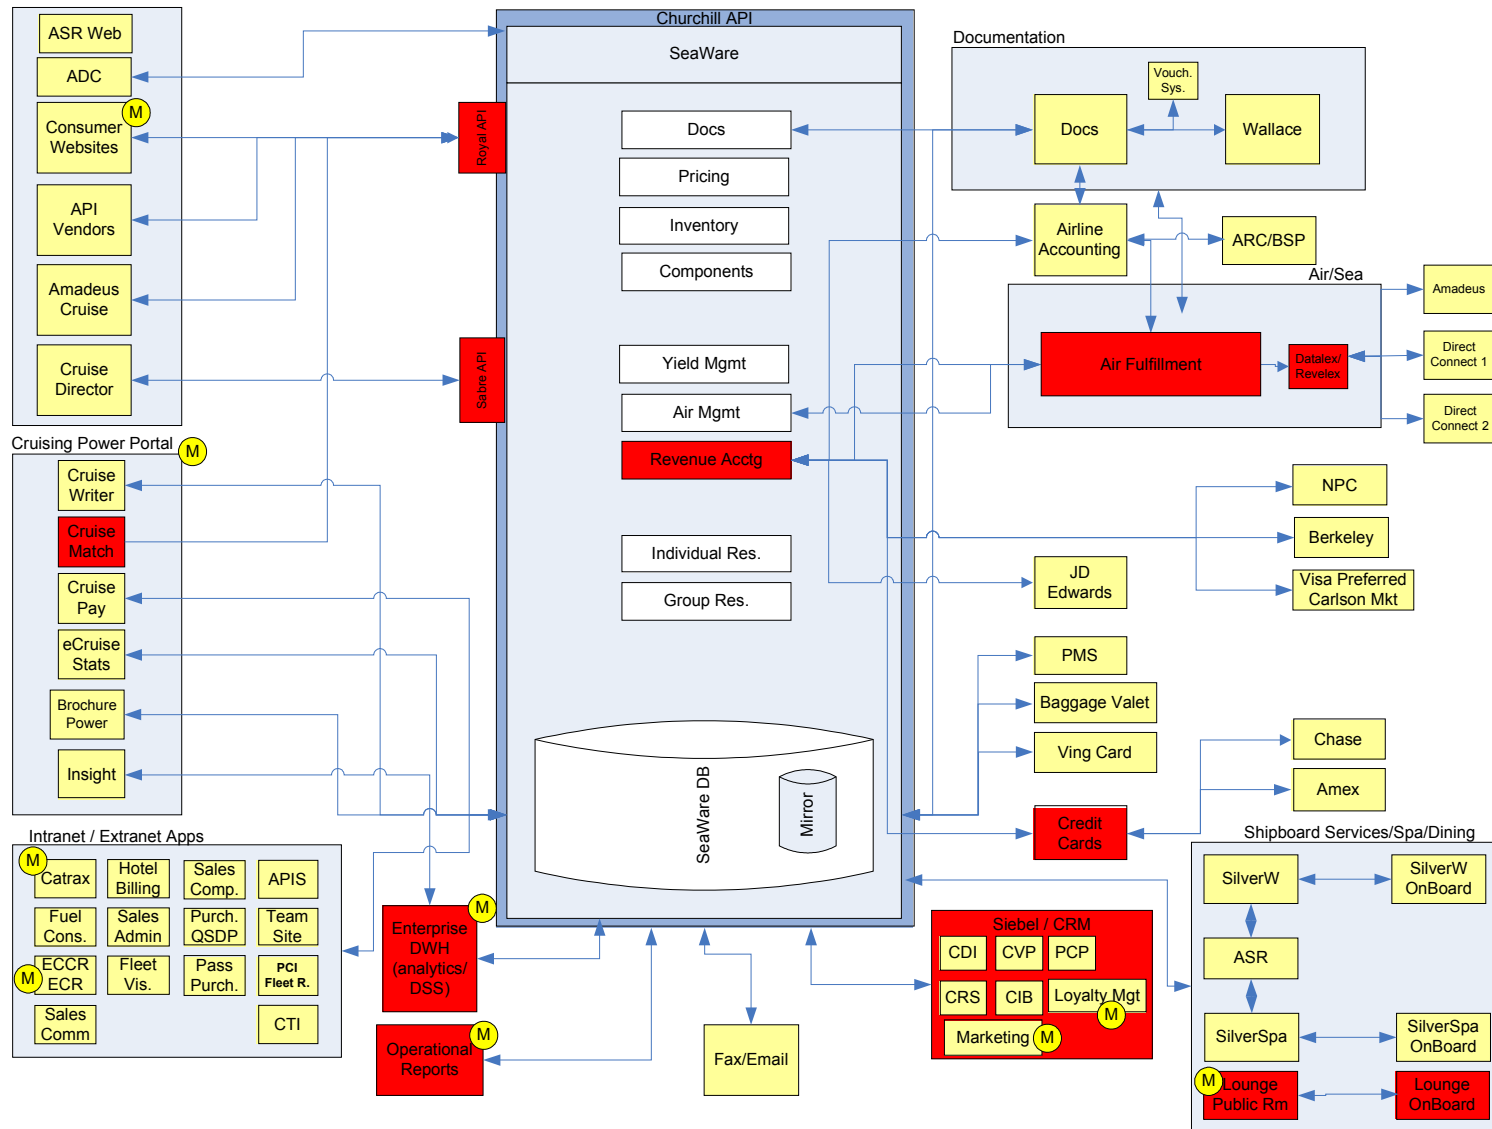 Churchill API
SeaWare
ASR Web
ADC
M
Consumer
Websites
API
Vendors
Amadeus
Cruise
Cruise
Director
Royal API
Sabre API
Docs
Pricing
Inventory
Components
Yield Mgmt
Air Mgmt
Revenue Acctg
Individual Res.
Group Res.
SeaWare DB
Mirror
Documentation
Docs
Vouch.
Sys.
Wallace
Airline
Accounting
ARC/BSP
Air/Sea
Air Fulfillment
Datalex/
Revelex
Amadeus
Direct
Connect 1
Direct
Connect 2
NPC
Berkeley
Visa Preferred
Carlson Mkt
JD
Edwards
PMS
Baggage Valet
Ving Card
Credit
Cards
Chase
Amex
Cruising Power Portal
M
Cruise
Writer
Cruise
Match
Cruise
Pay
eCruise
Stats
Brochure
Power
Insight
Intranet / Extranet Apps
M
Catrax
Hotel
Billing
Sales
Comp.
APIS
Fuel
Cons.
Sales
Admin
Purch.
QSDP
Team
Site
M
ECCR
ECR
Fleet
Vis.
Pass
Purch.
PCI
Fleet R.
Sales
Comm
CTI
M
Enterprise
DWH
(analytics/
DSS)
M
Operational
Reports
Fax/Email
Siebel / CRM
CDI
CVP
PCP
CRS
CIB
Loyalty Mgt
M
Marketing
M
Shipboard Services/Spa/Dining
SilverW
SilverW
OnBoard
ASR
SilverSpa
SilverSpa
OnBoard
M
Lounge
Public Rm
Lounge
OnBoard